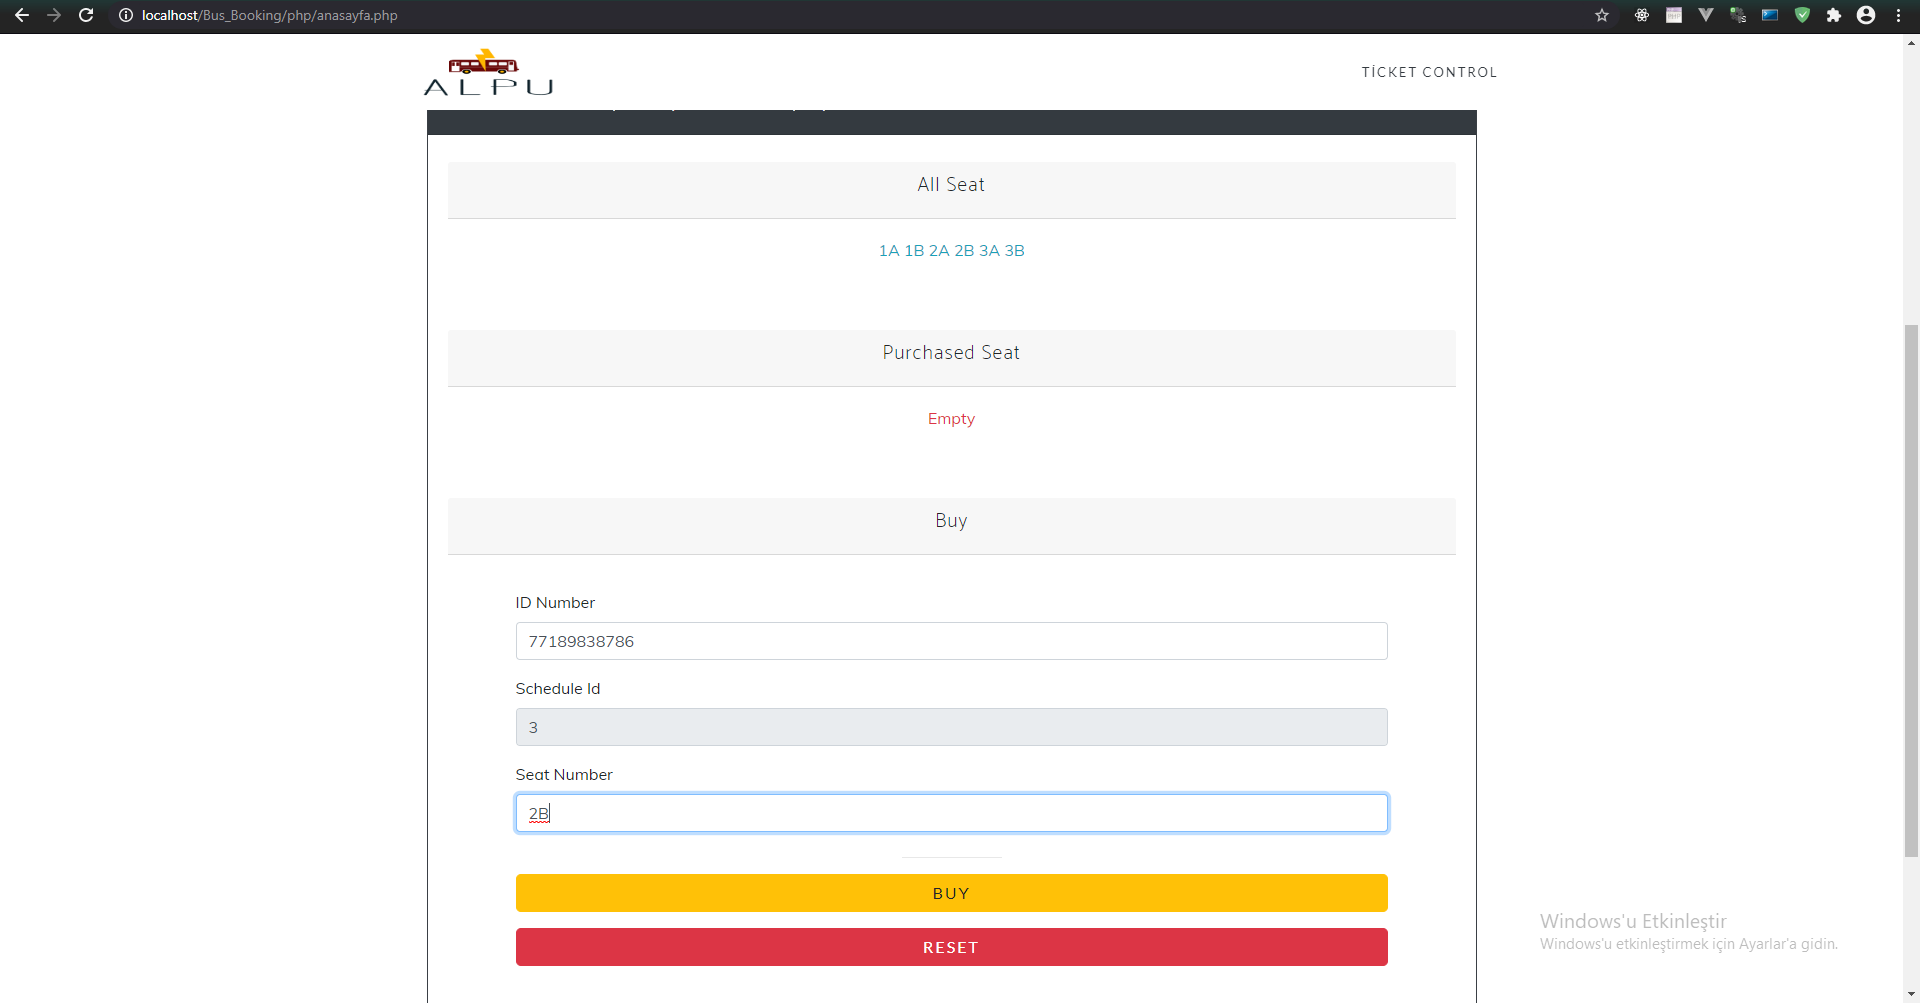 localhost/Bus_Booking/php/anasayfa.php
ALPU
TİCKET CONTROL
All Seat
1A 1B 2A 2B 3A 3B
Purchased Seat
Empty
Buy
ID Number
77189838786
Schedule Id
3
Seat Number
2B
BUY
RESET
Windows'u Etkinleştir
Windows'u etkinleştirmek için Ayarlar'a gidin.